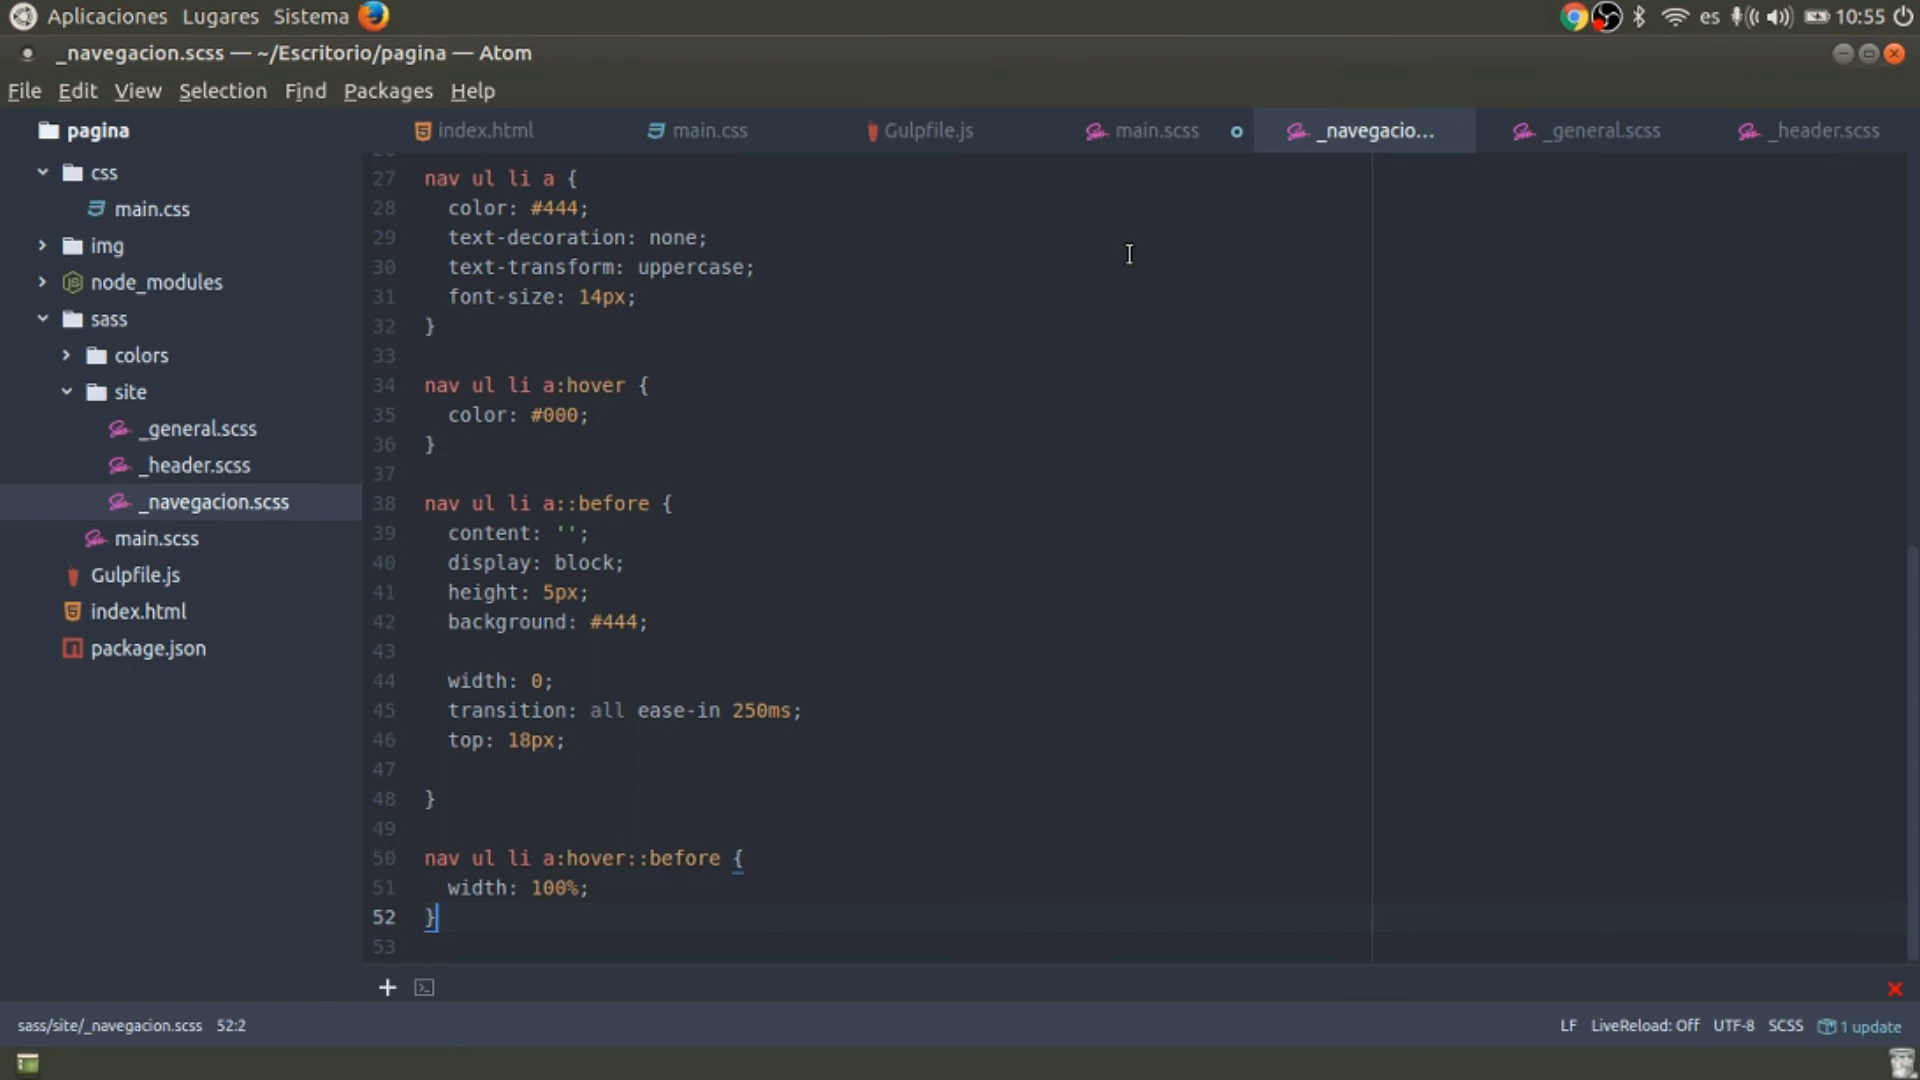 Aplicaciones Lugares Sistema es 10:55
_navegacion.scss — ~/Escritorio/pagina — Atom
File Edit View Selection Find Packages Help
pagina
css
main.css
img
node_modules
sass
colors
site
_general.scss
_header.scss
_navegacion.scss
main.scss
Gulpfile.js
index.html
package.json
index.html main.css Gulpfile.js main.scss _navegacio... _general.scss _header.scss
27 nav ul li a {
28 color: #444;
29 text-decoration: none;
30 text-transform: uppercase;
31 font-size: 14px;
32 }
33
34 nav ul li a:hover {
35 color: #000;
36 }
37
38 nav ul li a::before {
39 content: '';
40 display: block;
41 height: 5px;
42 background: #444;
43
44 width: 0;
45 transition: all ease-in 250ms;
46 top: 18px;
47
48 }
49
50 nav ul li a:hover::before {
51 width: 100%;
52 }
53
sass/site/_navegacion.scss 52:2 LF LiveReload: Off UTF-8 SCSS 1 update